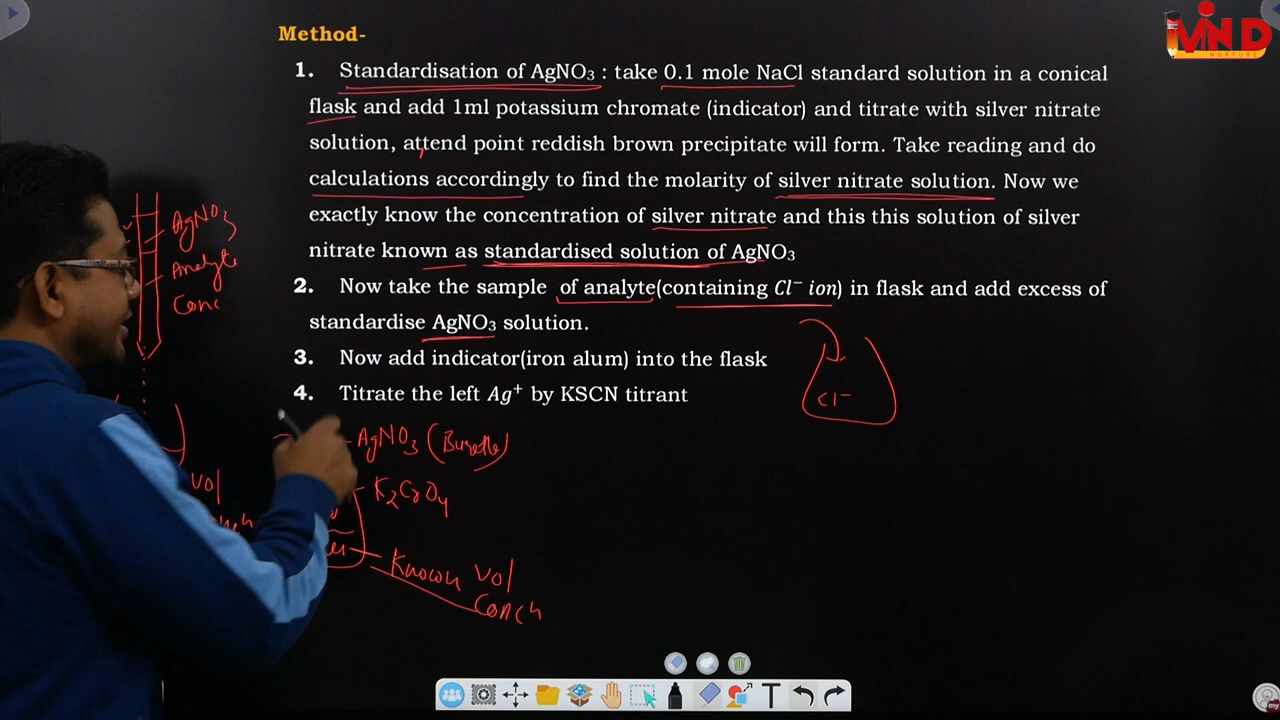 MIND
NURTURE
Method-
1. Standardisation of AgNO₃ : take 0.1 mole NaCl standard solution in a conical
flask and add 1ml potassium chromate (indicator) and titrate with silver nitrate
solution, attend point reddish brown precipitate will form. Take reading and do
calculations accordingly to find the molarity of silver nitrate solution. Now we
exactly know the concentration of silver nitrate and this this solution of silver
nitrate known as standardised solution of AgNO₃
2. Now take the sample of analyte(containing Cl⁻ ion) in flask and add excess of
standardise AgNO₃ solution.
3. Now add indicator(iron alum) into the flask
4. Titrate the left Ag⁺ by KSCN titrant
AgNO₃
Analyte
Conc
Cl⁻
AgNO₃ (Burette)
K₂CrO₄
vol
Known vol
Concn
T
my